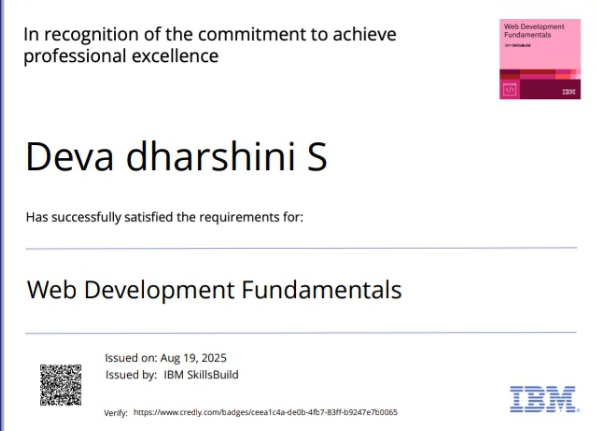 In recognition of the commitment to achieve
professional excellence
Web Development
Fundamentals
IBM SkillsBuild
IBM
Deva dharshini S
Has successfully satisfied the requirements for:
Web Development Fundamentals
Issued on: Aug 19, 2025
Issued by: IBM SkillsBuild
Verify: https://www.credly.com/badges/ceea1c4a-de0b-4fb7-83ff-b9247e7b0065
IBM.